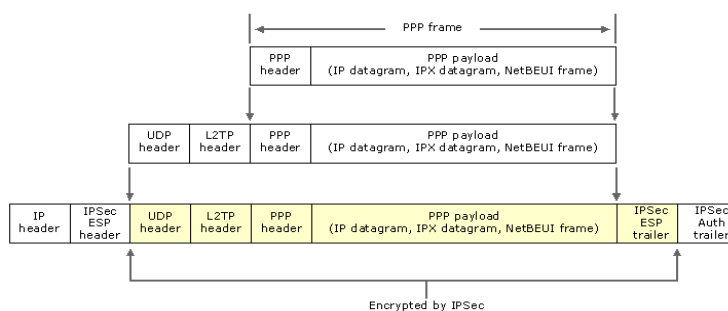 PPP frame
PPP
header
PPP payload
(IP datagram, IPX datagram, NetBEUI frame)
UDP
header
L2TP
header
PPP
header
PPP payload
(IP datagram, IPX datagram, NetBEUI frame)
IP
header
IPSec
ESP
header
UDP
header
L2TP
header
PPP
header
PPP payload
(IP datagram, IPX datagram, NetBEUI frame)
IPSec
ESP
trailer
IPSec
Auth
trailer
Encrypted by IPSec